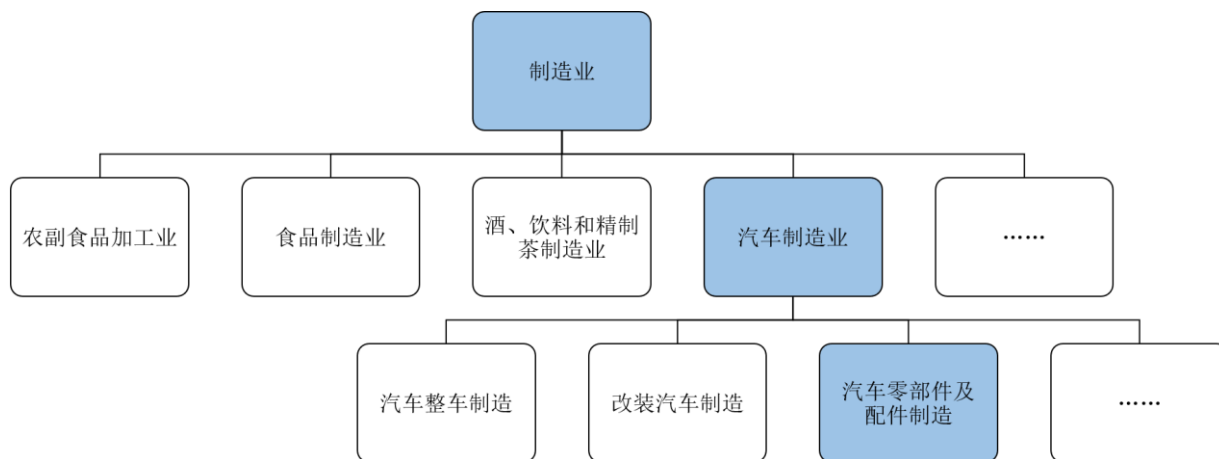 制造业
农副食品加工业
食品制造业
酒、饮料和精制
茶制造业
汽车制造业
……
汽车整车制造
改装汽车制造
汽车零部件及
配件制造
……